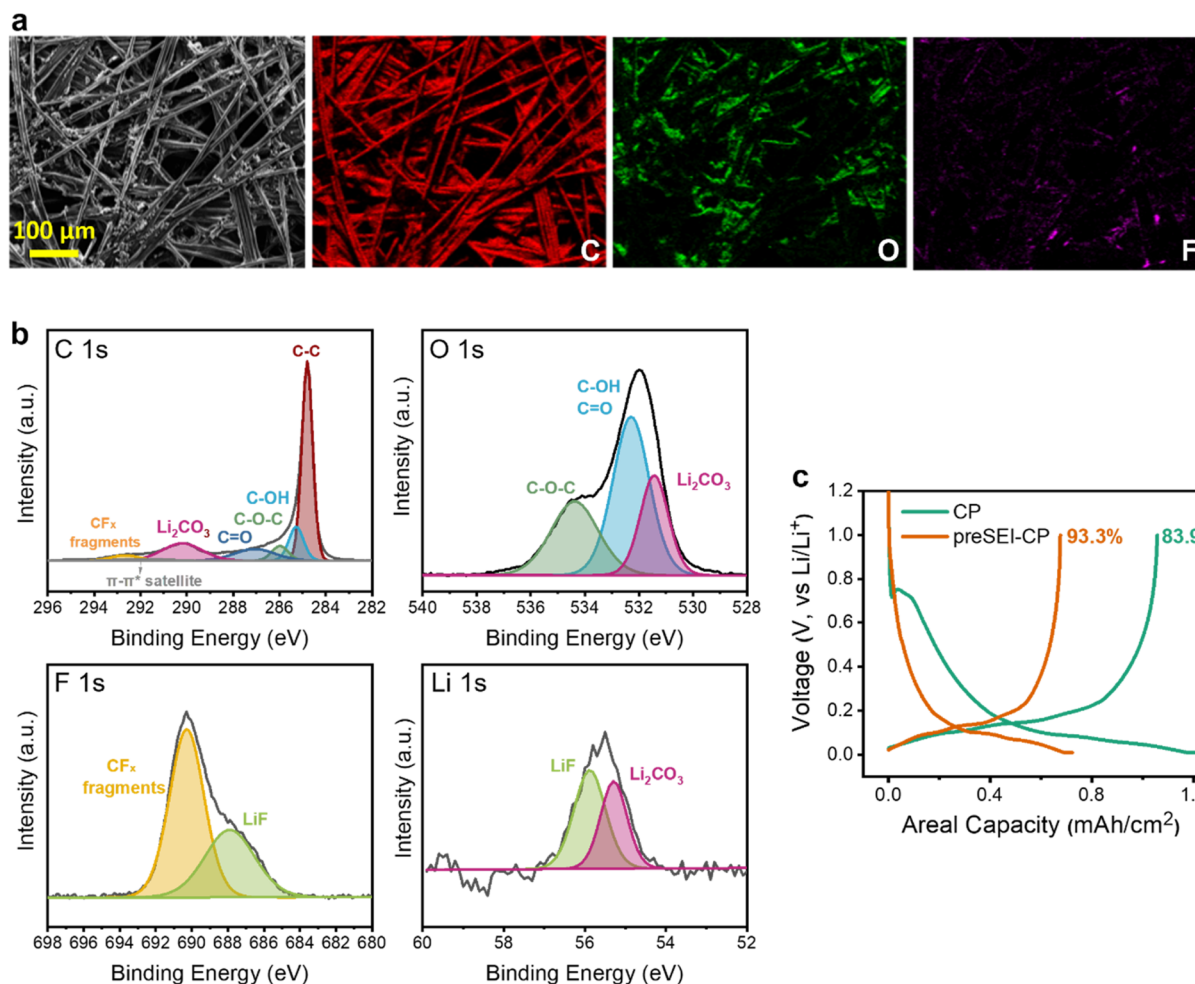 a
100 µm
C
O
F
b
C 1s
C-C
C-OH
C-O-C
C=O
Li₂CO₃
CFₓ
fragments
π-π* satellite
Intensity (a.u.)
296 294 292 290 288 286 284 282
Binding Energy (eV)
O 1s
C-OH
C=O
C-O-C
Li₂CO₃
Intensity (a.u.)
540 538 536 534 532 530 528
Binding Energy (eV)
F 1s
CFₓ
fragments
LiF
Intensity (a.u.)
698 696 694 692 690 688 686 684 682 680
Binding Energy (eV)
Li 1s
LiF
Li₂CO₃
Intensity (a.u.)
60 58 56 54 52
Binding Energy (eV)
c
CP
preSEI-CP
93.3%
83.9
Voltage (V, vs Li/Li⁺)
1.2
1.0
0.8
0.6
0.4
0.2
0.0
0.0 0.4 0.8 1.
Areal Capacity (mAh/cm²)